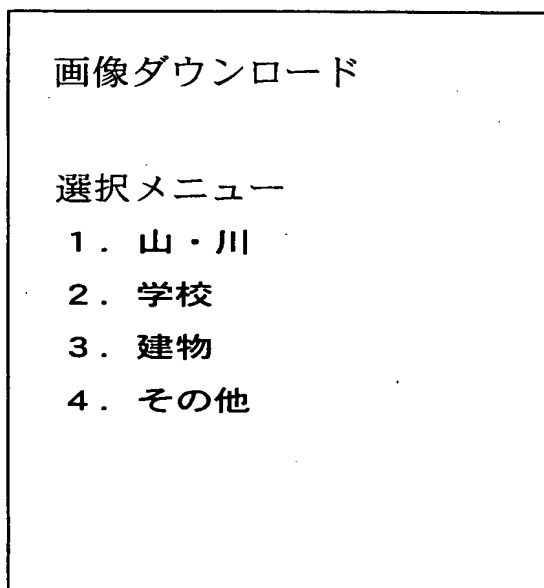 画像ダウンロード
選択メニュー
1. 山・川
2. 学校
3. 建物
4. その他